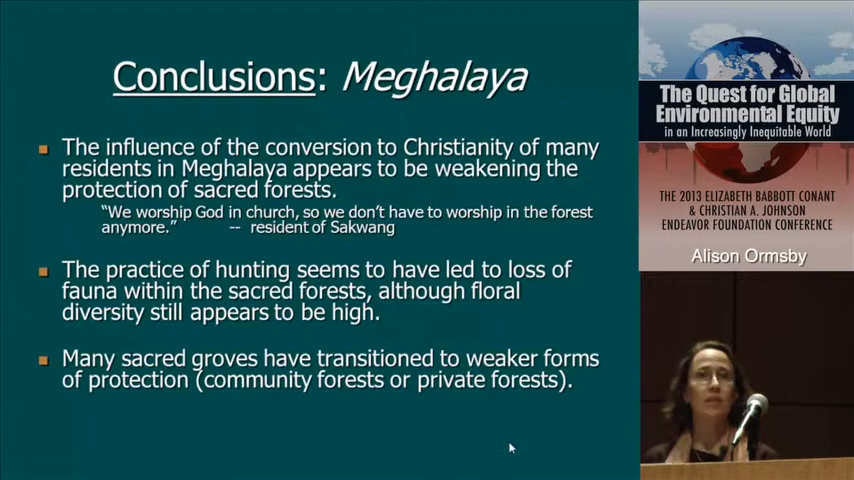 Conclusions: Meghalaya
The influence of the conversion to Christianity of many
residents in Meghalaya appears to be weakening the
protection of sacred forests.
"We worship God in church, so we don't have to worship in the forest
anymore." -- resident of Sakwang
The practice of hunting seems to have led to loss of
fauna within the sacred forests, although floral
diversity still appears to be high.
Many sacred groves have transitioned to weaker forms
of protection (community forests or private forests).
The Quest for Global
Environmental Equity
in an Increasingly Inequitable World
THE 2013 ELIZABETH BABBOTT CONANT
& CHRISTIAN A. JOHNSON
ENDEAVOR FOUNDATION CONFERENCE
Alison Ormsby